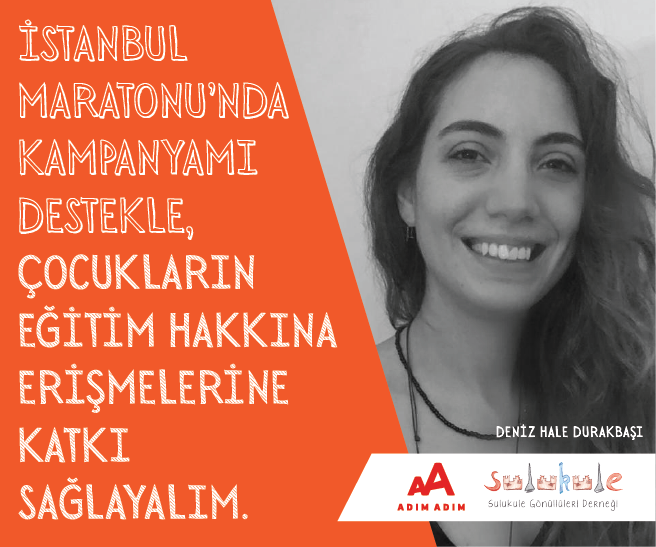 İSTANBUL
MARATONU'NDA
KAMPANYAMI
DESTEKLE,
ÇOCUKLARIN
EĞİTİM HAKKINA
ERİŞMELERİNE
KATKI
SAĞLAYALIM.
DENİZ HALE DURAKBAŞI
AA
ADIM ADIM
sulukule
Sulukule Gönüllüleri Derneği